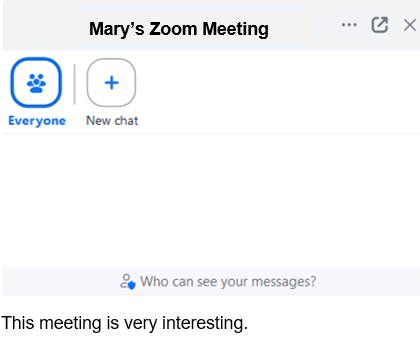 Mary’s Zoom Meeting
Everyone New chat
Who can see your messages?
This meeting is very interesting.